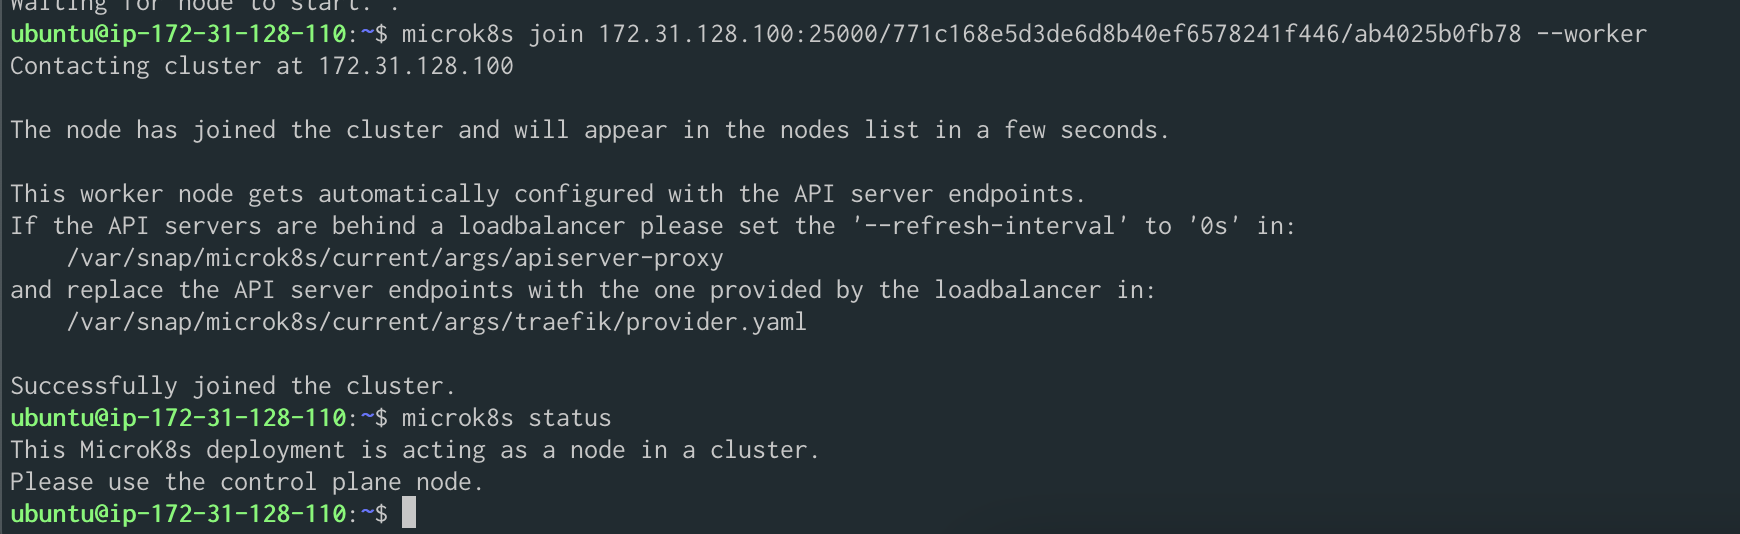 Waiting for node to start. .
ubuntu@ip-172-31-128-110:~$ microk8s join 172.31.128.100:25000/771c168e5d3de6d8b40ef6578241f446/ab4025b0fb78 --worker
Contacting cluster at 172.31.128.100
The node has joined the cluster and will appear in the nodes list in a few seconds.
This worker node gets automatically configured with the API server endpoints.
If the API servers are behind a loadbalancer please set the '--refresh-interval' to '0s' in:
/var/snap/microk8s/current/args/apiserver-proxy
and replace the API server endpoints with the one provided by the loadbalancer in:
/var/snap/microk8s/current/args/traefik/provider.yaml
Successfully joined the cluster.
ubuntu@ip-172-31-128-110:~$ microk8s status
This MicroK8s deployment is acting as a node in a cluster.
Please use the control plane node.
ubuntu@ip-172-31-128-110:~$